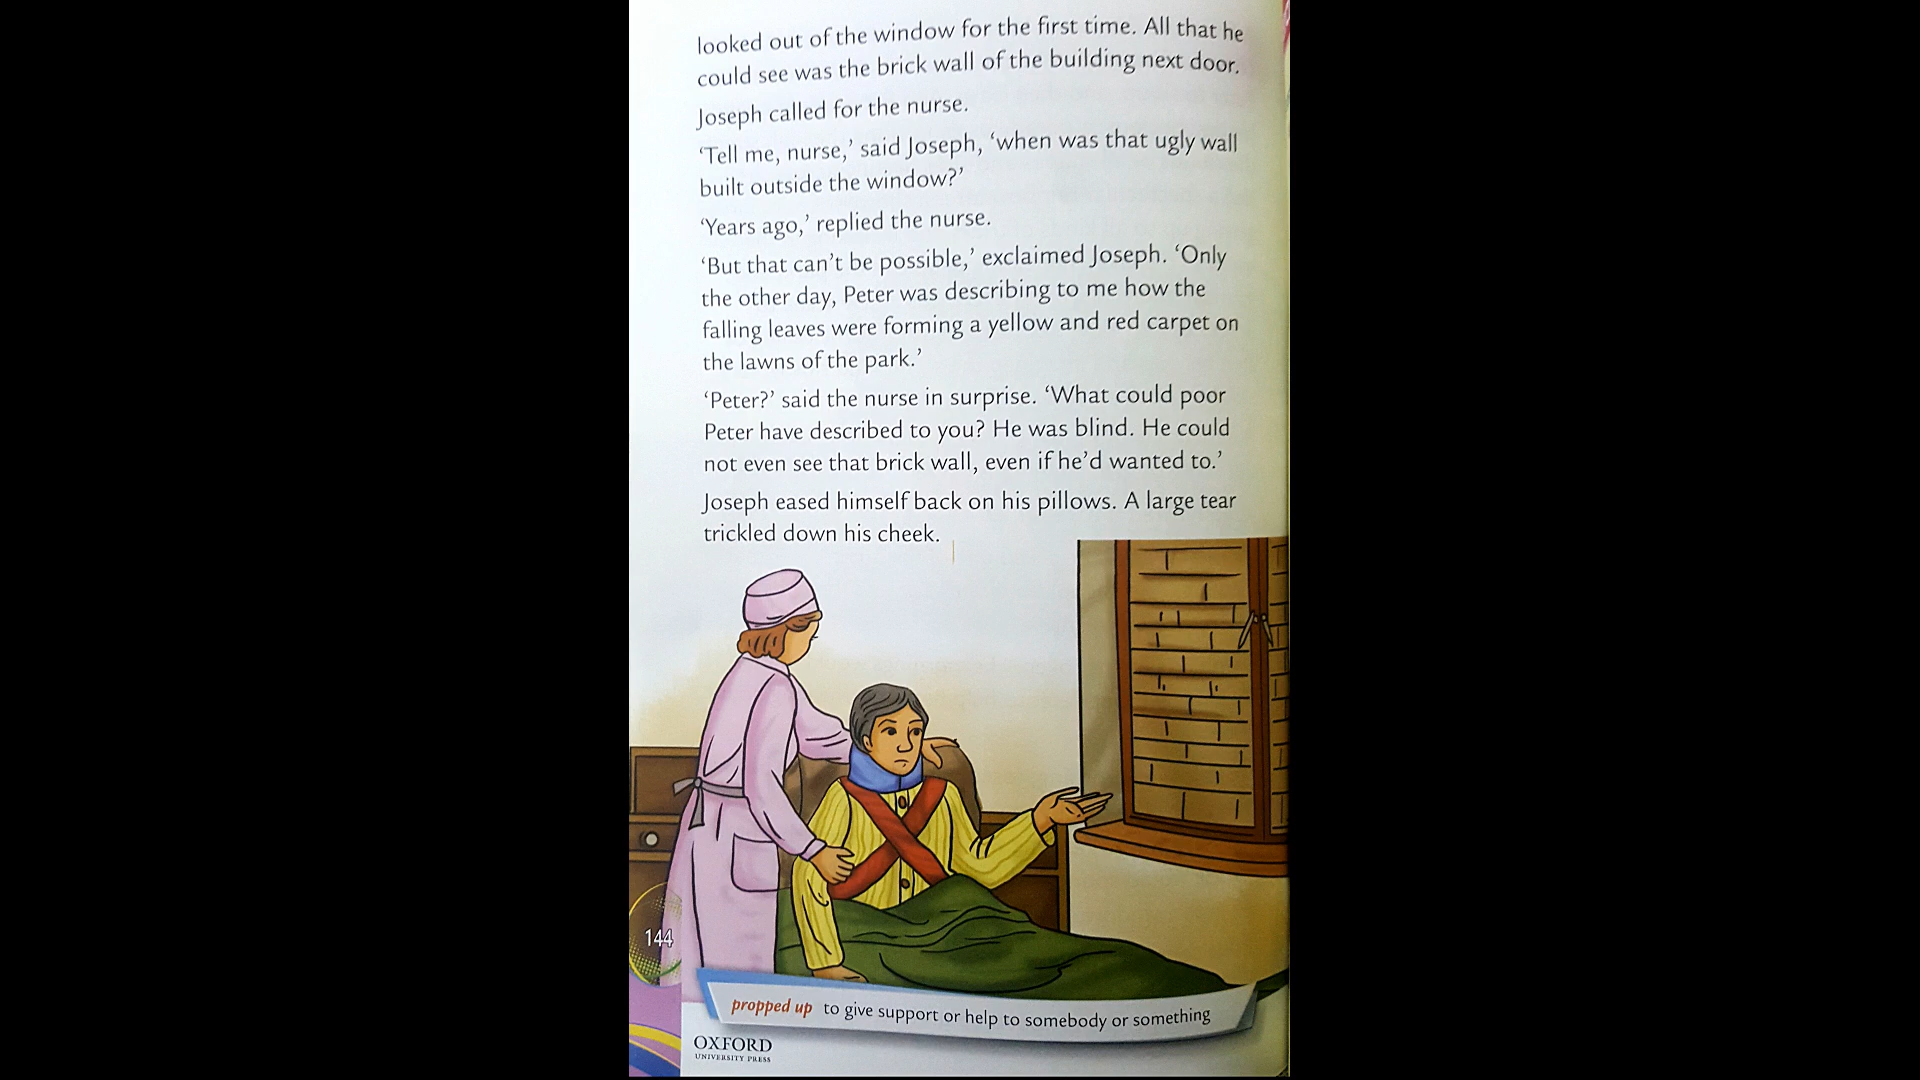 looked out of the window for the first time. All that he
could see was the brick wall of the building next door.
Joseph called for the nurse.
‘Tell me, nurse,’ said Joseph, ‘when was that ugly wall
built outside the window?’
‘Years ago,’ replied the nurse.
‘But that can’t be possible,’ exclaimed Joseph. ‘Only
the other day, Peter was describing to me how the
falling leaves were forming a yellow and red carpet on
the lawns of the park.’
‘Peter?’ said the nurse in surprise. ‘What could poor
Peter have described to you? He was blind. He could
not even see that brick wall, even if he’d wanted to.’
Joseph eased himself back on his pillows. A large tear
trickled down his cheek.
144
propped up to give support or help to somebody or something
OXFORD
UNIVERSITY PRESS